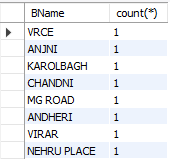 BName count(*)
VRCE 1
ANJNI 1
KAROLBAGH 1
CHANDNI 1
MG ROAD 1
ANDHERI 1
VIRAR 1
NEHRU PLACE 1